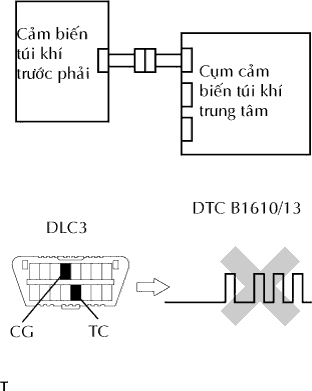 Cảm biến
túi khí
trước phải
Cụm cảm
biến túi khí
trung tâm
DTC B1610/13
DLC3
CG
TC
T